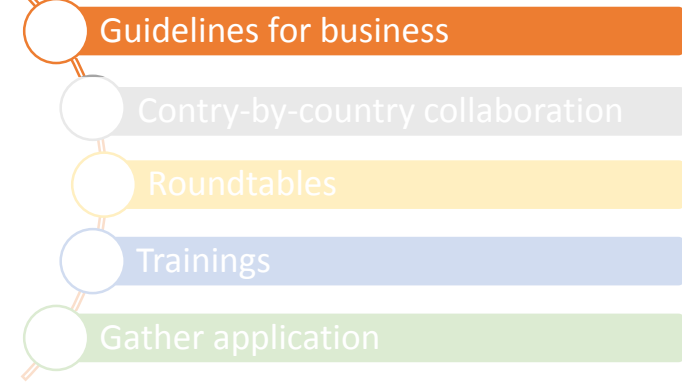 Guidelines for business
Contry-by-country collaboration
Roundtables
Trainings
Gather application